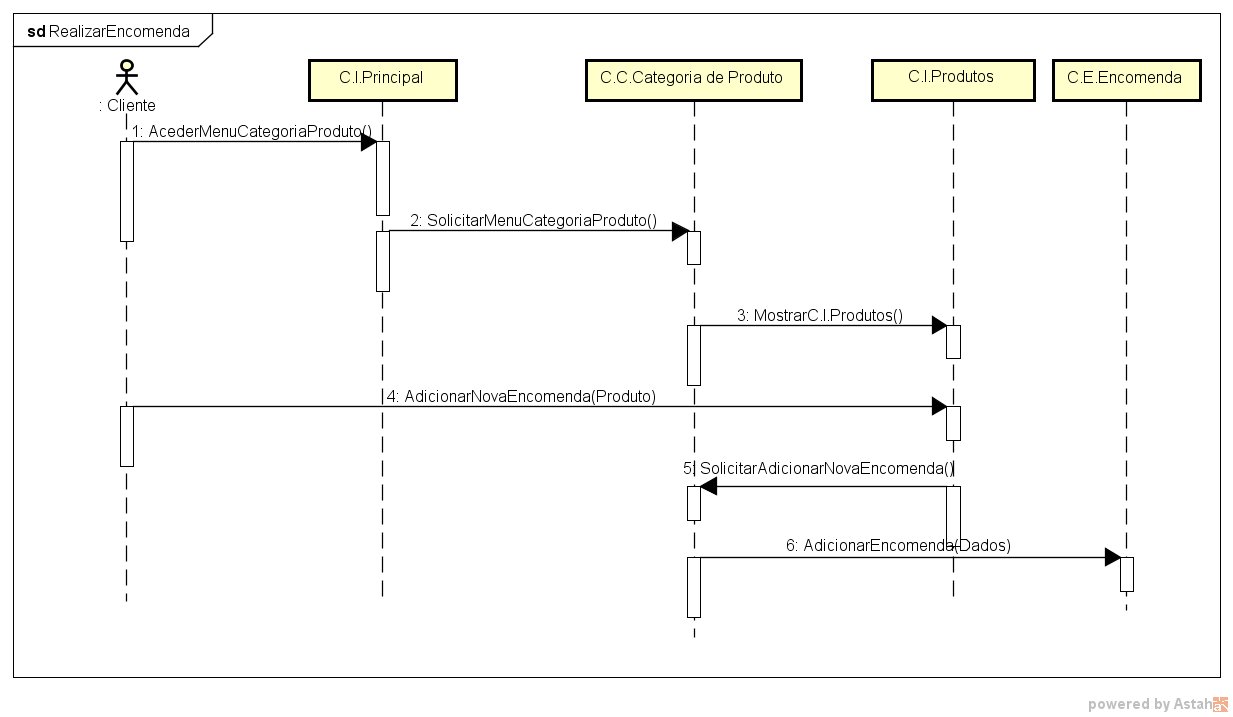 sd RealizarEncomenda
: Cliente
C.I.Principal
C.C.Categoria de Produto
C.I.Produtos
C.E.Encomenda
1: AcederMenuCategoriaProduto()
2: SolicitarMenuCategoriaProduto()
3: MostrarC.I.Produtos()
4: AdicionarNovaEncomenda(Produto)
5: SolicitarAdicionarNovaEncomenda()
6: AdicionarEncomenda(Dados)
powered by Astah